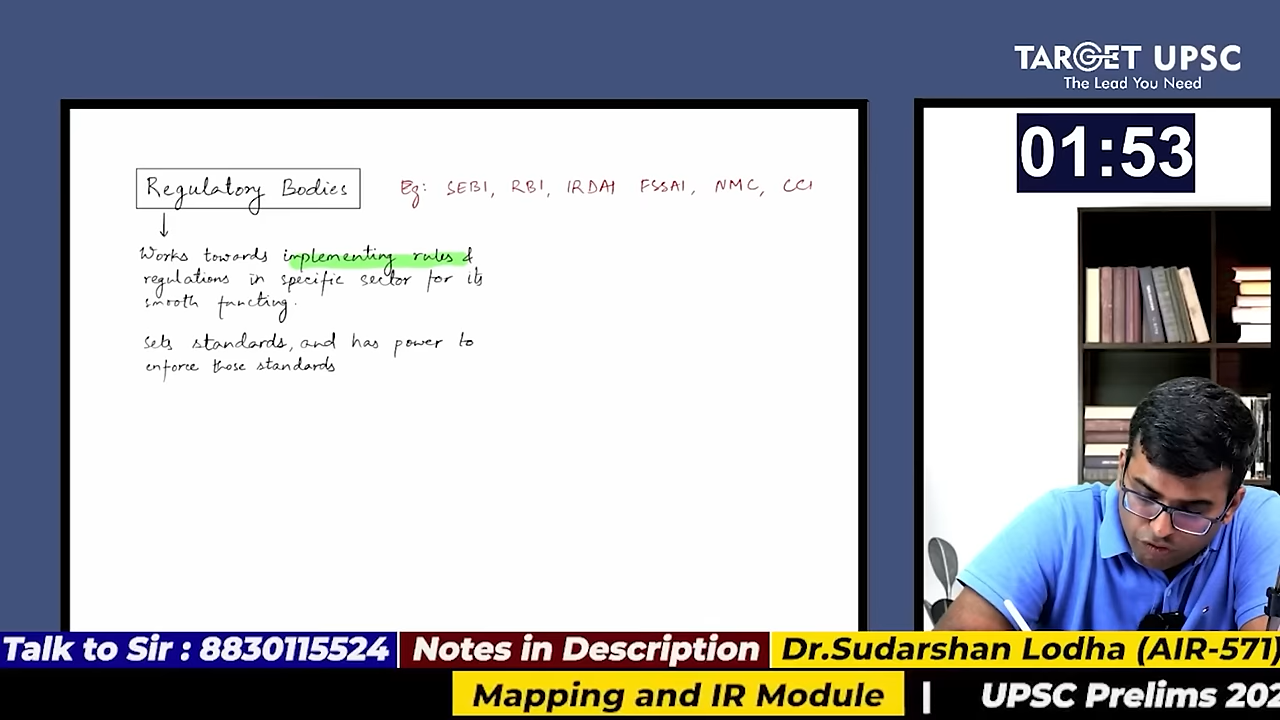 TARGET UPSC
The Lead You Need
01:53
Regulatory Bodies Eg: SEBI, RBI, IRDAI FSSAI, NMC, CCI
Works towards implementing rules &
regulations in specific sector for its
smooth functing.
Sets standards, and has power to
enforce those standards
Talk to Sir : 8830115524 Notes in Description Dr.Sudarshan Lodha (AIR-571)
Mapping and IR Module | UPSC Prelims 202